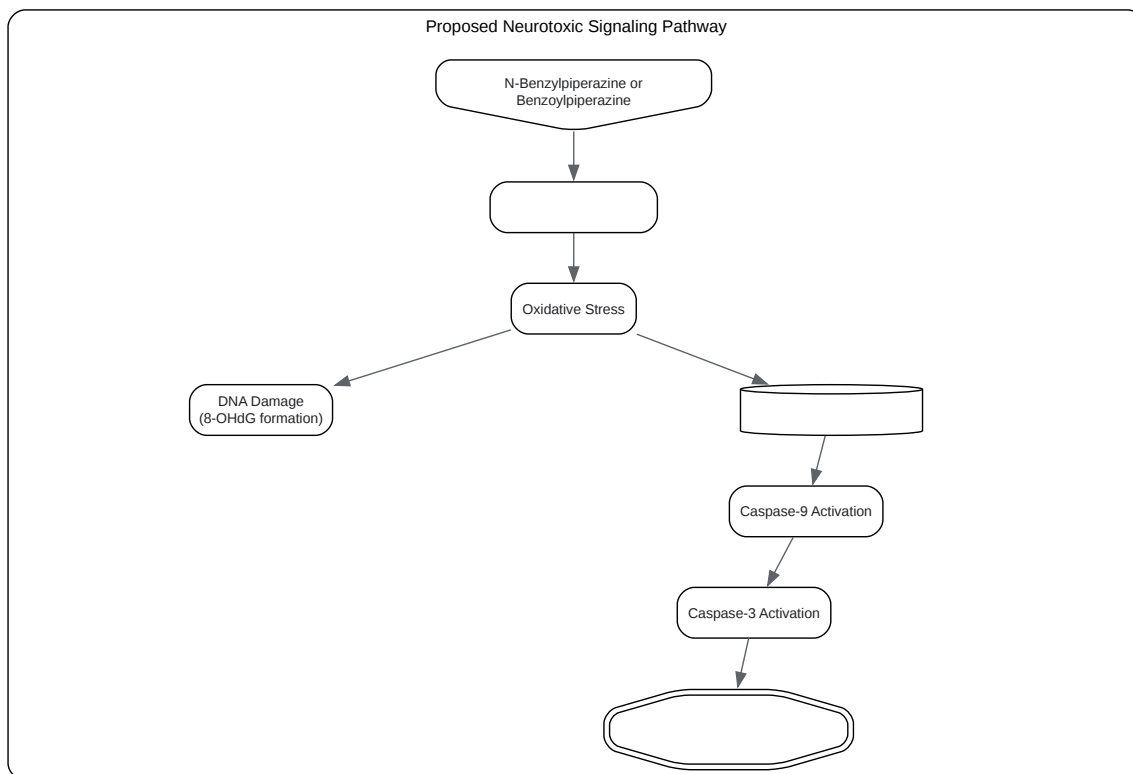 Proposed Neurotoxic Signaling Pathway
N-Benzylpiperazine or
Benzoylpiperazine
Oxidative Stress
DNA Damage
(8-OHdG formation)
Caspase-9 Activation
Caspase-3 Activation